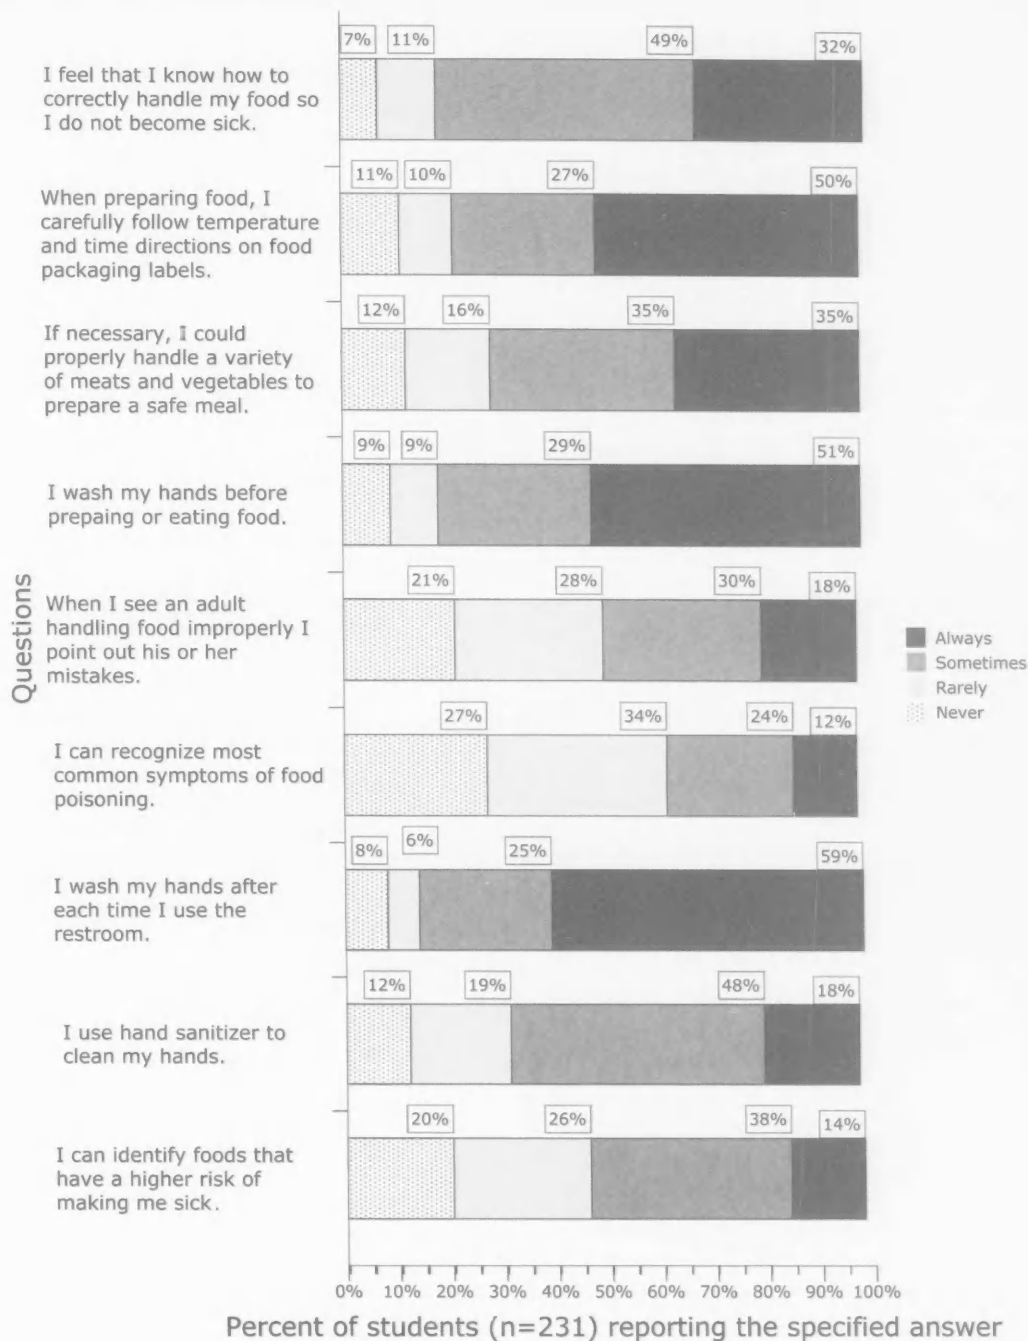 7% 11% 49% 32%
I feel that I know how to
correctly handle my food so
I do not become sick.
11% 10% 27% 50%
When preparing food, I
carefully follow temperature
and time directions on food
packaging labels.
12% 16% 35% 35%
If necessary, I could
properly handle a variety
of meats and vegetables to
prepare a safe meal.
9% 9% 29% 51%
I wash my hands before
prepaing or eating food.
Questions
21% 28% 30% 18%
When I see an adult
handling food improperly I
point out his or her
mistakes.
Always
Sometimes
Rarely
Never
27% 34% 24% 12%
I can recognize most
common symptoms of food
poisoning.
8% 6% 25% 59%
I wash my hands after
each time I use the
restroom.
12% 19% 48% 18%
I use hand sanitizer to
clean my hands.
20% 26% 38% 14%
I can identify foods that
have a higher risk of
making me sick.
0% 10% 20% 30% 40% 50% 60% 70% 80% 90% 100%
Percent of students (n=231) reporting the specified answer